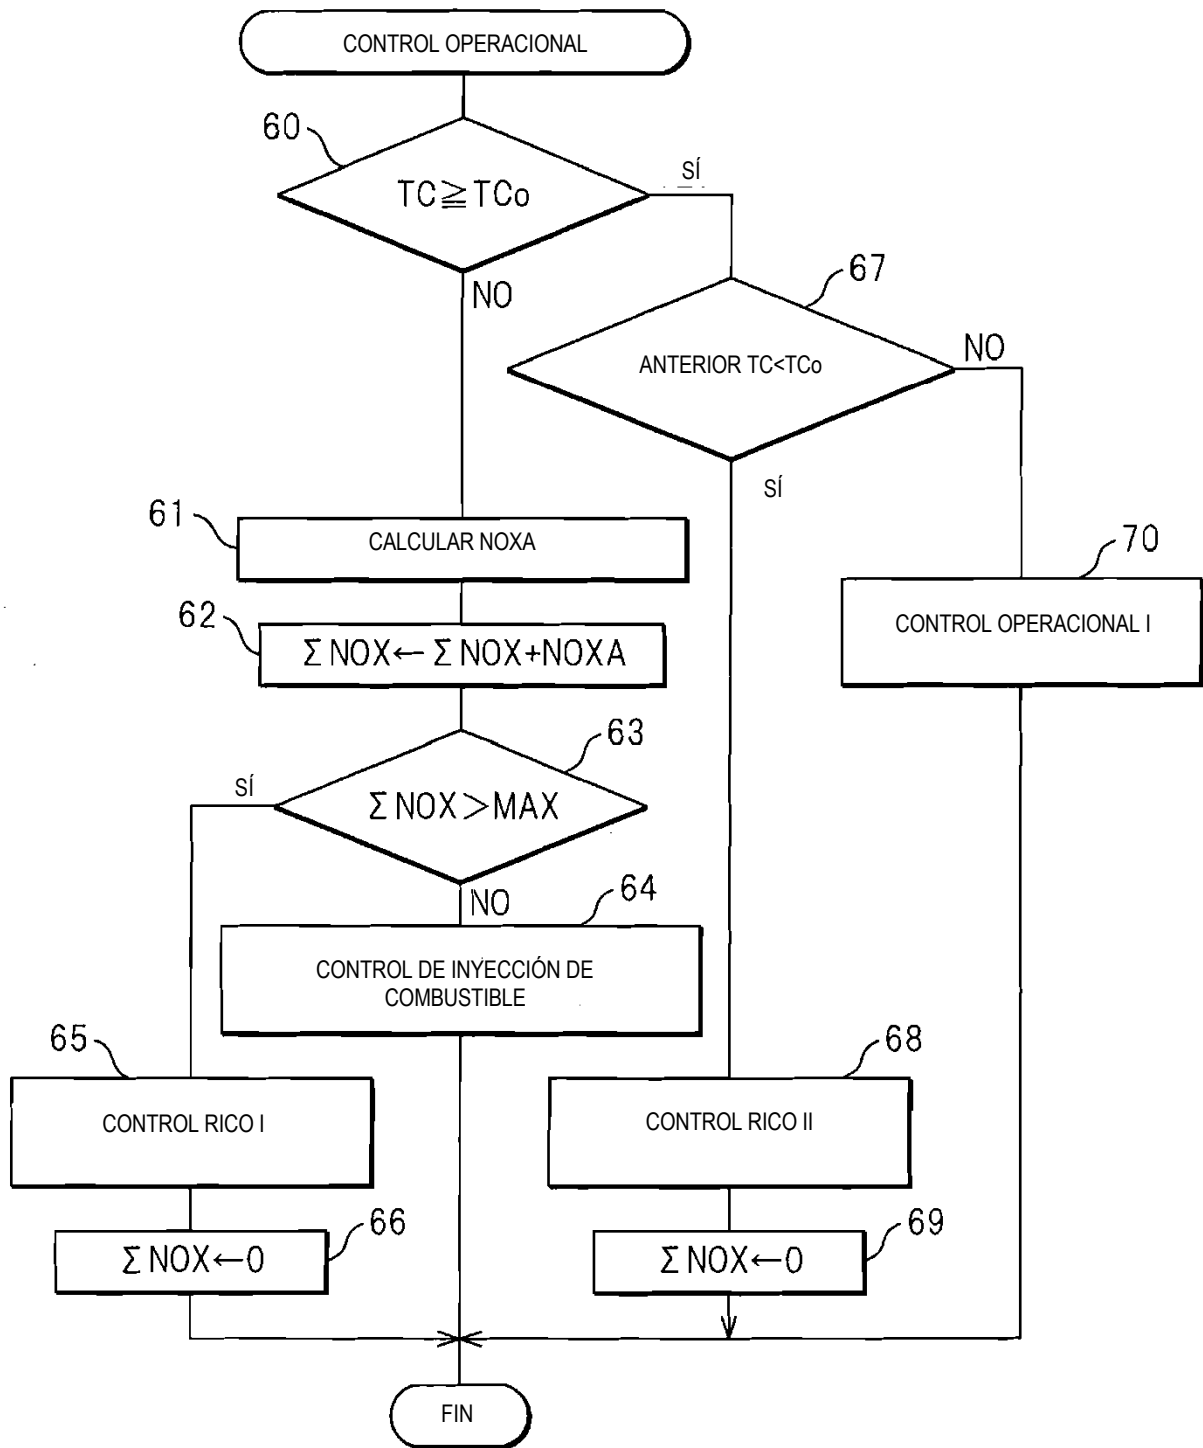 CONTROL OPERACIONAL
60
TC≧TCo
SÍ
NO
67
ANTERIOR TC<TCo
NO
SÍ
61
CALCULAR NOXA
70
CONTROL OPERACIONAL I
62
Σ NOX←Σ NOX+NOXA
63
SÍ
Σ NOX>MAX
NO
64
CONTROL DE INYECCIÓN DE
COMBUSTIBLE
65
CONTROL RICO I
68
CONTROL RICO II
66
Σ NOX←0
69
Σ NOX←0
FIN